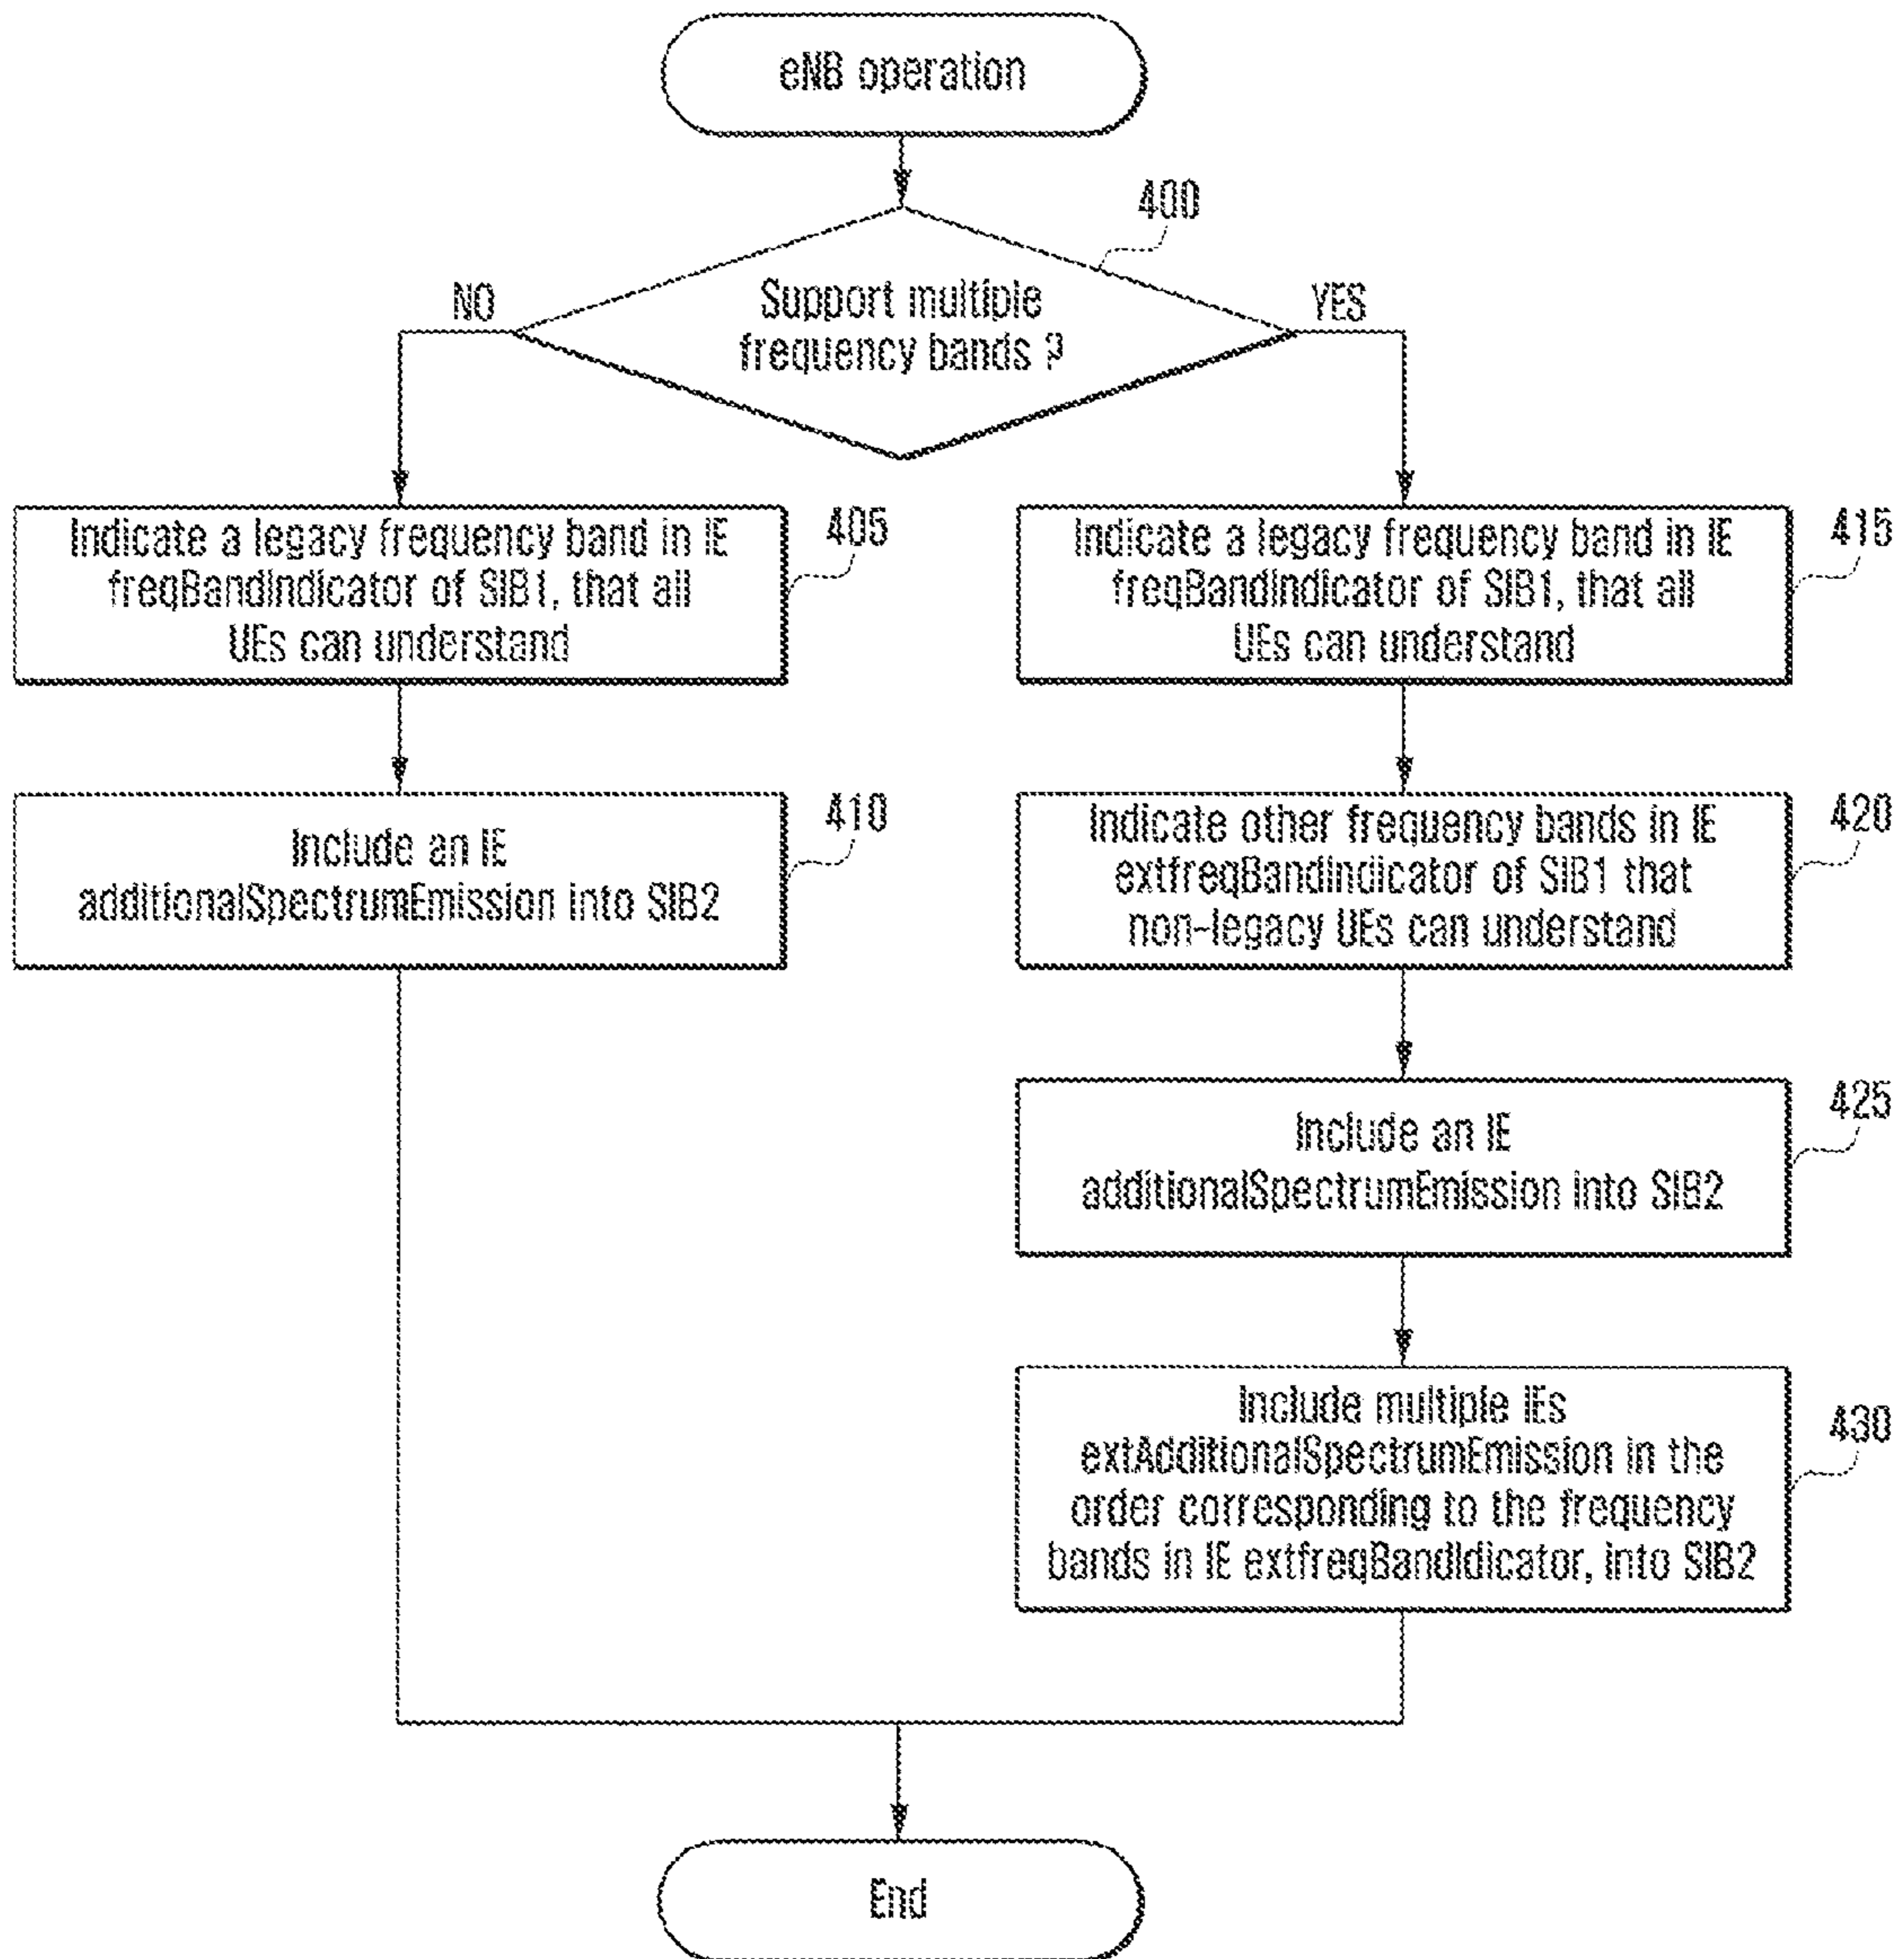 eNB operation
400
Support multiple
frequency bands ?
NO
YES
Indicate a legacy frequency band in IE
freqBandIndicator of SIB1, that all
UEs can understand
405
Include an IE
additionalSpectrumEmission into SIB2
410
Indicate a legacy frequency band in IE
freqBandIndicator of SIB1, that all
UEs can understand
415
Indicate other frequency bands in IE
extfreqBandIndicator of SIB1 that
non-legacy UEs can understand
420
Include an IE
additionalSpectrumEmission into SIB2
425
Include multiple IEs
extAdditionalSpectrumEmission in the
order corresponding to the frequency
bands in IE extfreqBandIdicator, into SIB2
430
End